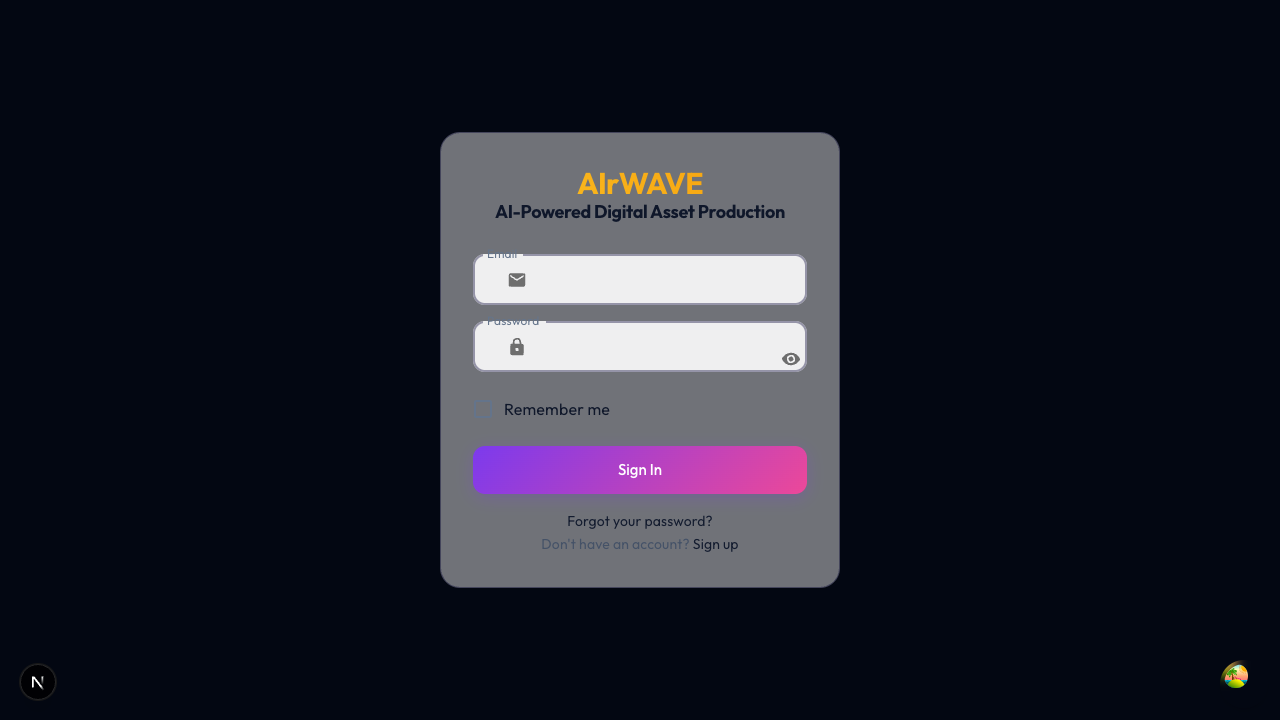 AIrWAVE
AI-Powered Digital Asset Production
Email
Password
Remember me
Sign In
Forgot your password?
Don't have an account? Sign up
N